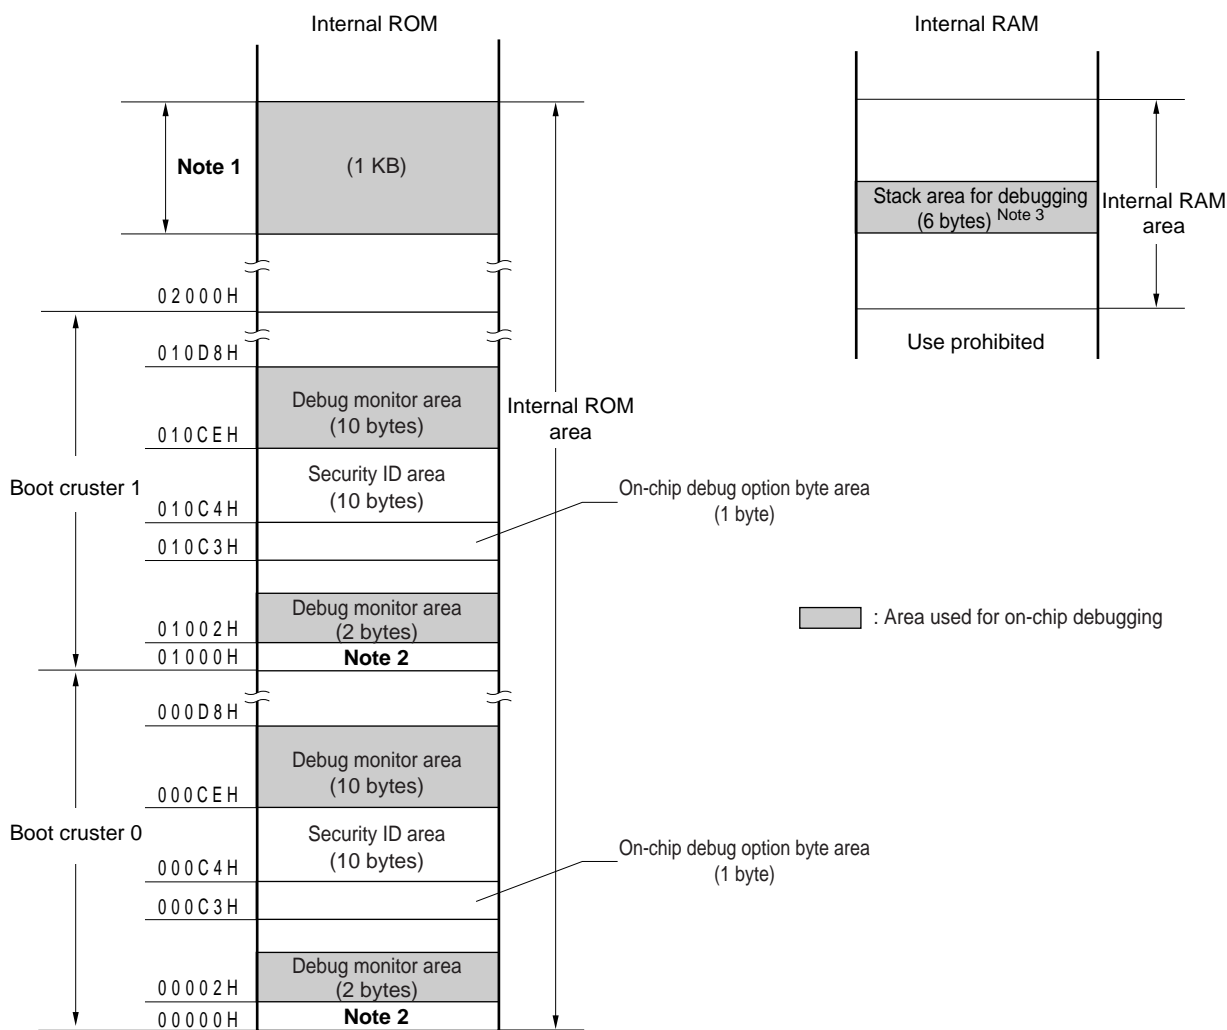 Internal ROM
Internal RAM
Note 1
(1 KB)
Stack area for debugging
(6 bytes) Note 3
Internal RAM
area
02000H
Use prohibited
010D8H
Debug monitor area
(10 bytes)
Internal ROM
area
010CEH
Boot cruster 1
Security ID area
(10 bytes)
On-chip debug option byte area
(1 byte)
010C4H
010C3H
Debug monitor area
(2 bytes)
: Area used for on-chip debugging
01002H
01000H
Note 2
000D8H
Debug monitor area
(10 bytes)
000CEH
Boot cruster 0
Security ID area
(10 bytes)
On-chip debug option byte area
(1 byte)
000C4H
000C3H
Debug monitor area
(2 bytes)
00002H
00000H
Note 2